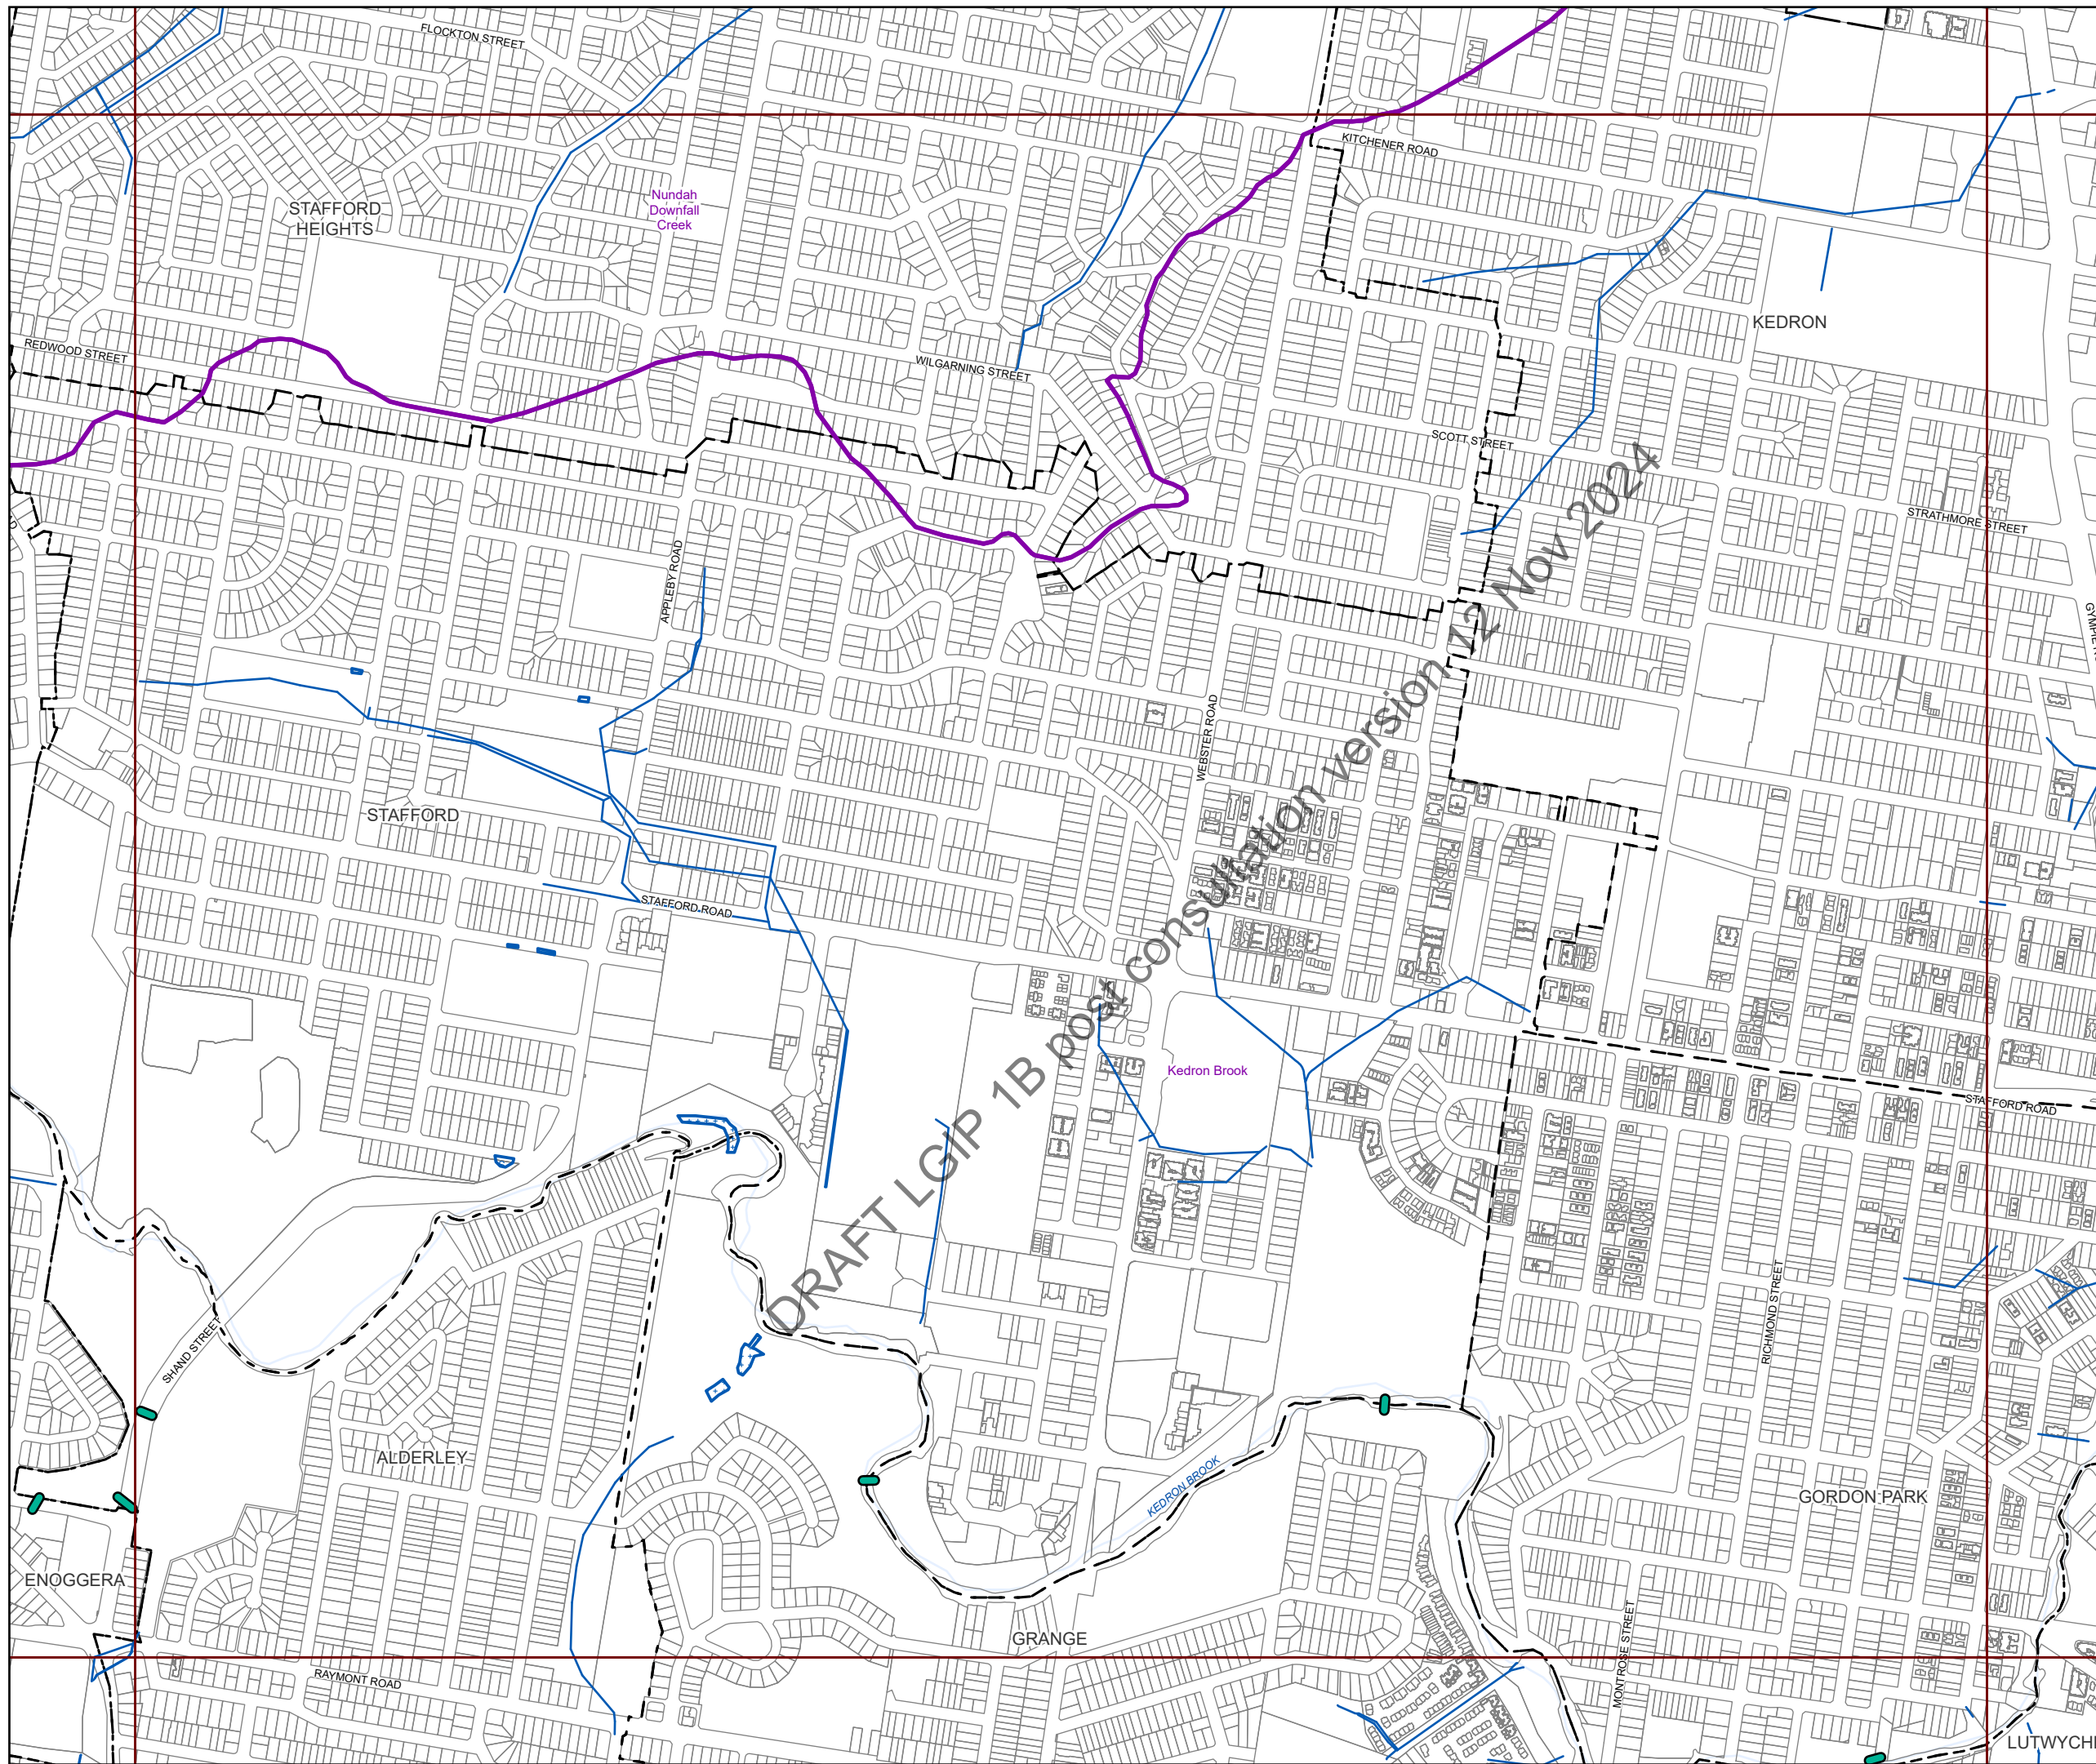 FLOCKTON STREET
KITCHENER ROAD
Nundah
Downfall
Creek
STAFFORD
HEIGHTS
KEDRON
REDWOOD STREET
WILGARNING STREET
SCOTT STREET
STRATHMORE STREET
APPLEBY ROAD
WEBSTER ROAD
STAFFORD
STAFFORD ROAD
DRAFT LGIP 1B post consultation version 12 Nov 2024
Kedron Brook
STAFFORD ROAD
RICHMOND STREET
SHAND STREET
ALDERLEY
KEDRON BROOK
GORDON PARK
ENOGGERA
GRANGE
MONTROSE STREET
RAYMONT ROAD